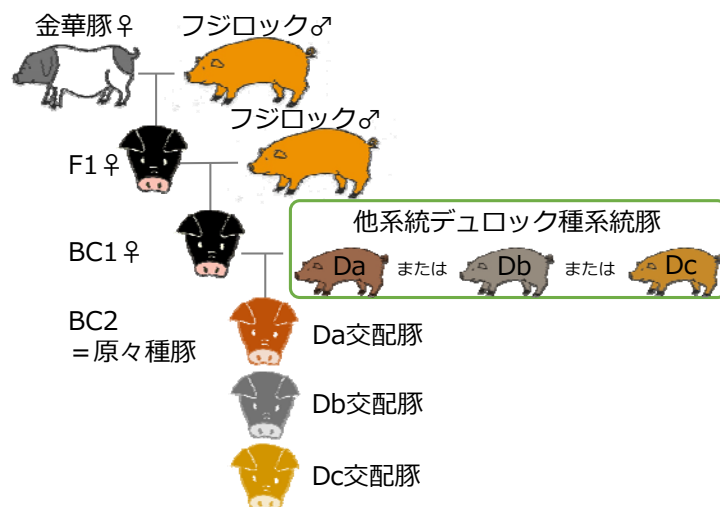 金華豚♀
フジロック♂
フジロック♂
F1♀
他系統デュロック種系統豚
BC1♀
Da または Db または Dc
BC2
＝原々種豚
Da交配豚
Db交配豚
Dc交配豚